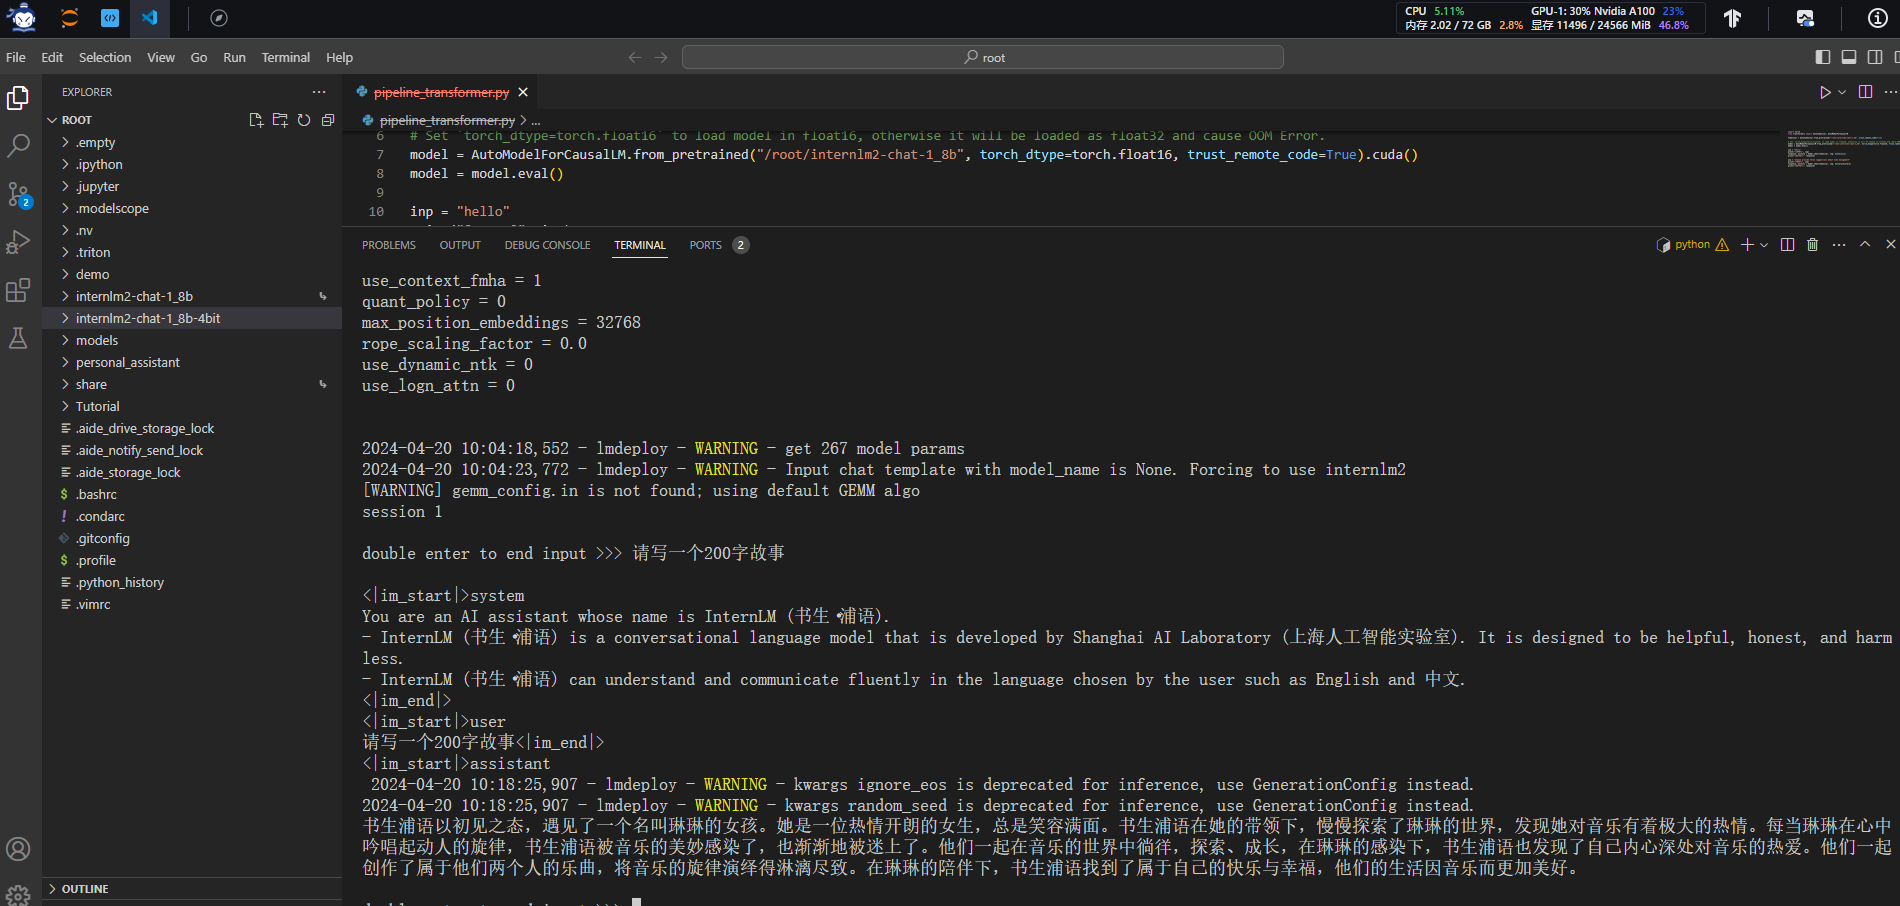 CPU 5.11% GPU-1: 30% Nvidia A100 23%
内存 2.02 / 72 GB 2.8% 显存 11496 / 24566 MiB 46.8%
File Edit Selection View Go Run Terminal Help
root
EXPLORER
pipeline_transformer.py
ROOT
pipeline_transformer.py > ...
.empty
.ipython
.jupyter
.modelscope
.nv
.triton
demo
internlm2-chat-1_8b
internlm2-chat-1_8b-4bit
models
personal_assistant
share
Tutorial
.aide_drive_storage_lock
.aide_notify_send_lock
.aide_storage_lock
.bashrc
.condarc
.gitconfig
.profile
.python_history
.vimrc
OUTLINE
2
6 # Set `torch_dtype=torch.float16` to load model in float16, otherwise it will be loaded as float32 and cause OOM Error.
7 model = AutoModelForCausalLM.from_pretrained("/root/internlm2-chat-1_8b", torch_dtype=torch.float16, trust_remote_code=True).cuda()
8 model = model.eval()
9
10 inp = "hello"
PROBLEMS OUTPUT DEBUG CONSOLE TERMINAL PORTS 2
python
use_context_fmha = 1
quant_policy = 0
max_position_embeddings = 32768
rope_scaling_factor = 0.0
use_dynamic_ntk = 0
use_logn_attn = 0
2024-04-20 10:04:18,552 - lmdeploy - WARNING - get 267 model params
2024-04-20 10:04:23,772 - lmdeploy - WARNING - Input chat template with model_name is None. Forcing to use internlm2
[WARNING] gemm_config.in is not found; using default GEMM algo
session 1
double enter to end input >>> 请写一个200字故事
<|im_start|>system
You are an AI assistant whose name is InternLM (书生·浦语).
- InternLM (书生·浦语) is a conversational language model that is developed by Shanghai AI Laboratory (上海人工智能实验室). It is designed to be helpful, honest, and harm
less.
- InternLM (书生·浦语) can understand and communicate fluently in the language chosen by the user such as English and 中文.
<|im_end|>
<|im_start|>user
请写一个200字故事<|im_end|>
<|im_start|>assistant
2024-04-20 10:18:25,907 - lmdeploy - WARNING - kwargs ignore_eos is deprecated for inference, use GenerationConfig instead.
2024-04-20 10:18:25,907 - lmdeploy - WARNING - kwargs random_seed is deprecated for inference, use GenerationConfig instead.
书生浦语以初见之态，遇见了一个名叫琳琳的女孩。她是一位热情开朗的女生，总是笑容满面。书生浦语在她的带领下，慢慢探索了琳琳的世界，发现她对音乐有着极大的热情。每当琳琳在心中
吟唱起动人的旋律，书生浦语被音乐的美妙感染了，也渐渐地被迷上了。他们一起在音乐的世界中徜徉，探索、成长，在琳琳的感染下，书生浦语也发现了自己内心深处对音乐的热爱。他们一起
创作了属于他们两个人的乐曲，将音乐的旋律演绎得淋漓尽致。在琳琳的陪伴下，书生浦语找到了属于自己的快乐与幸福，他们的生活因音乐而更加美好。